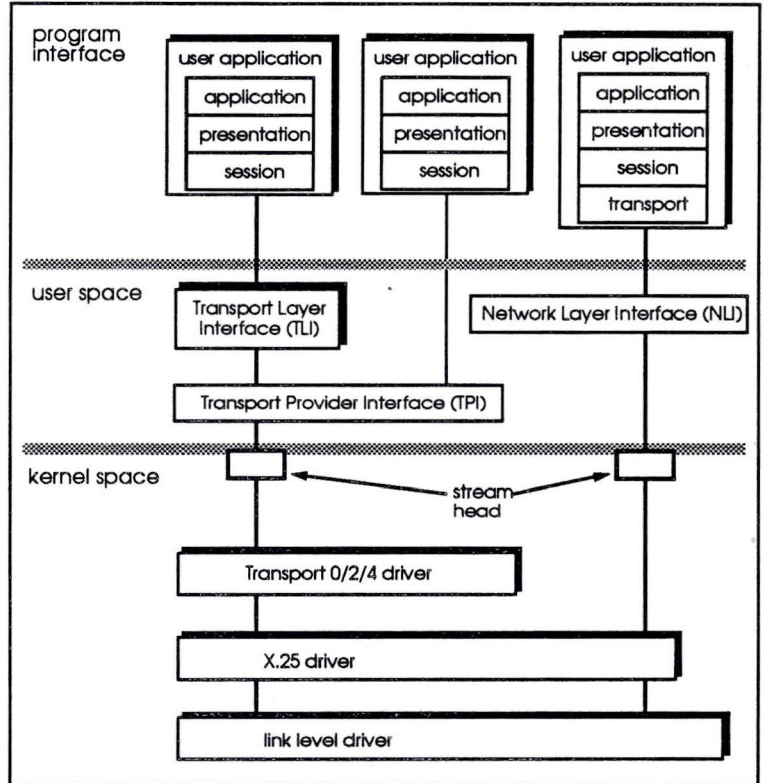 program
interface
user application
application
presentation
session
user application
application
presentation
session
user application
application
presentation
session
transport
user space
Transport Layer
Interface (TLI)
Network Layer Interface (NLI)
Transport Provider Interface (TPI)
kernel space
stream
head
Transport 0/2/4 driver
X.25 driver
link level driver